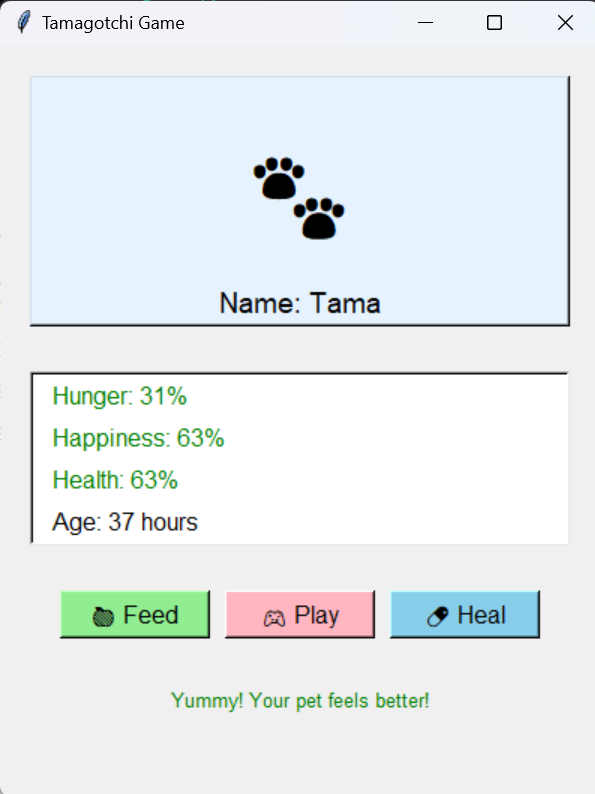 Tamagotchi Game
Name: Tama
Hunger: 31%
Happiness: 63%
Health: 63%
Age: 37 hours
Feed
Play
Heal
Yummy! Your pet feels better!